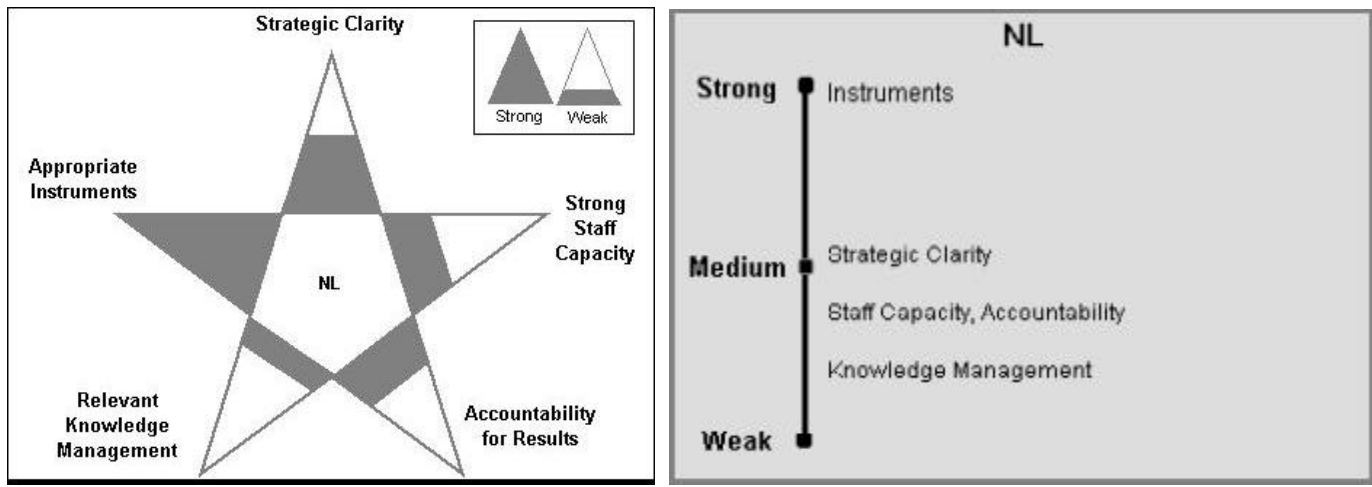 Strategic Clarity
Strong
Weak
Appropriate
Instruments
Strong
Staff
Capacity
NL
Relevant
Knowledge
Management
Accountability
for Results
NL
Strong
Instruments
Medium
Strategic Clarity
Staff Capacity, Accountability
Knowledge Management
Weak